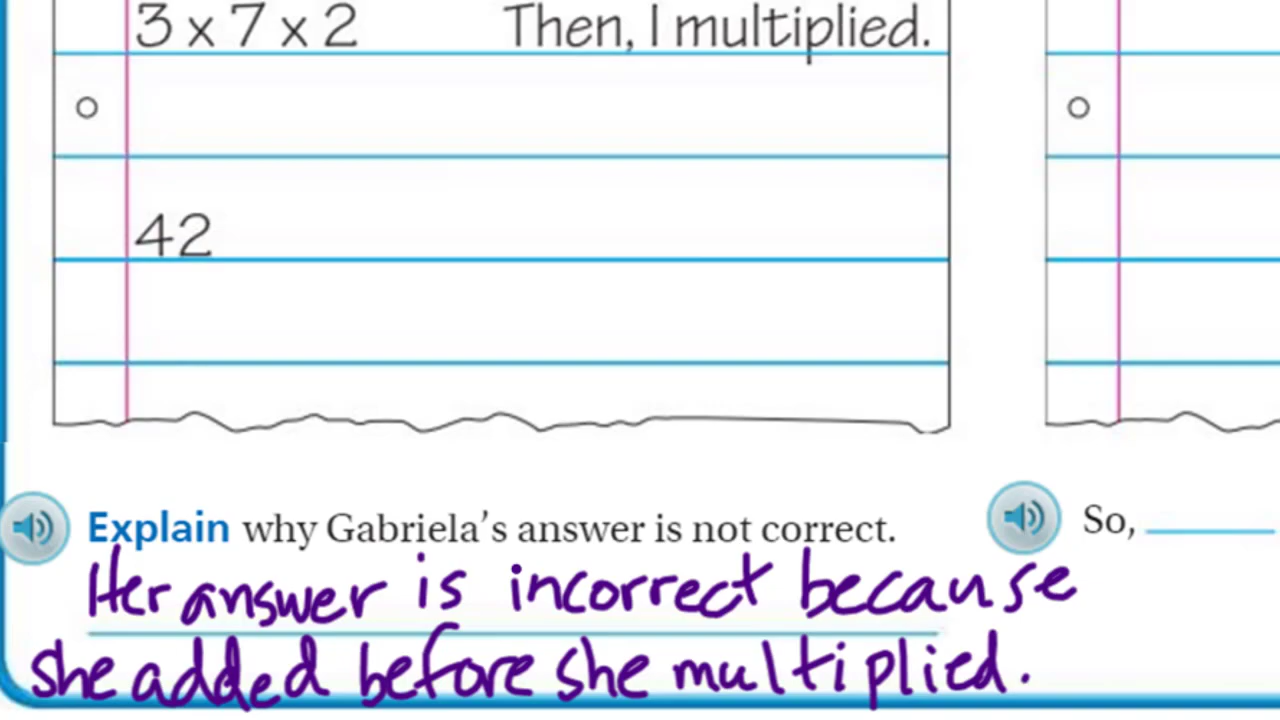 3 x 7 x 2 Then, I multiplied.
42
Explain why Gabriela's answer is not correct.
So,
Her answer is incorrect because
she added before she multiplied.